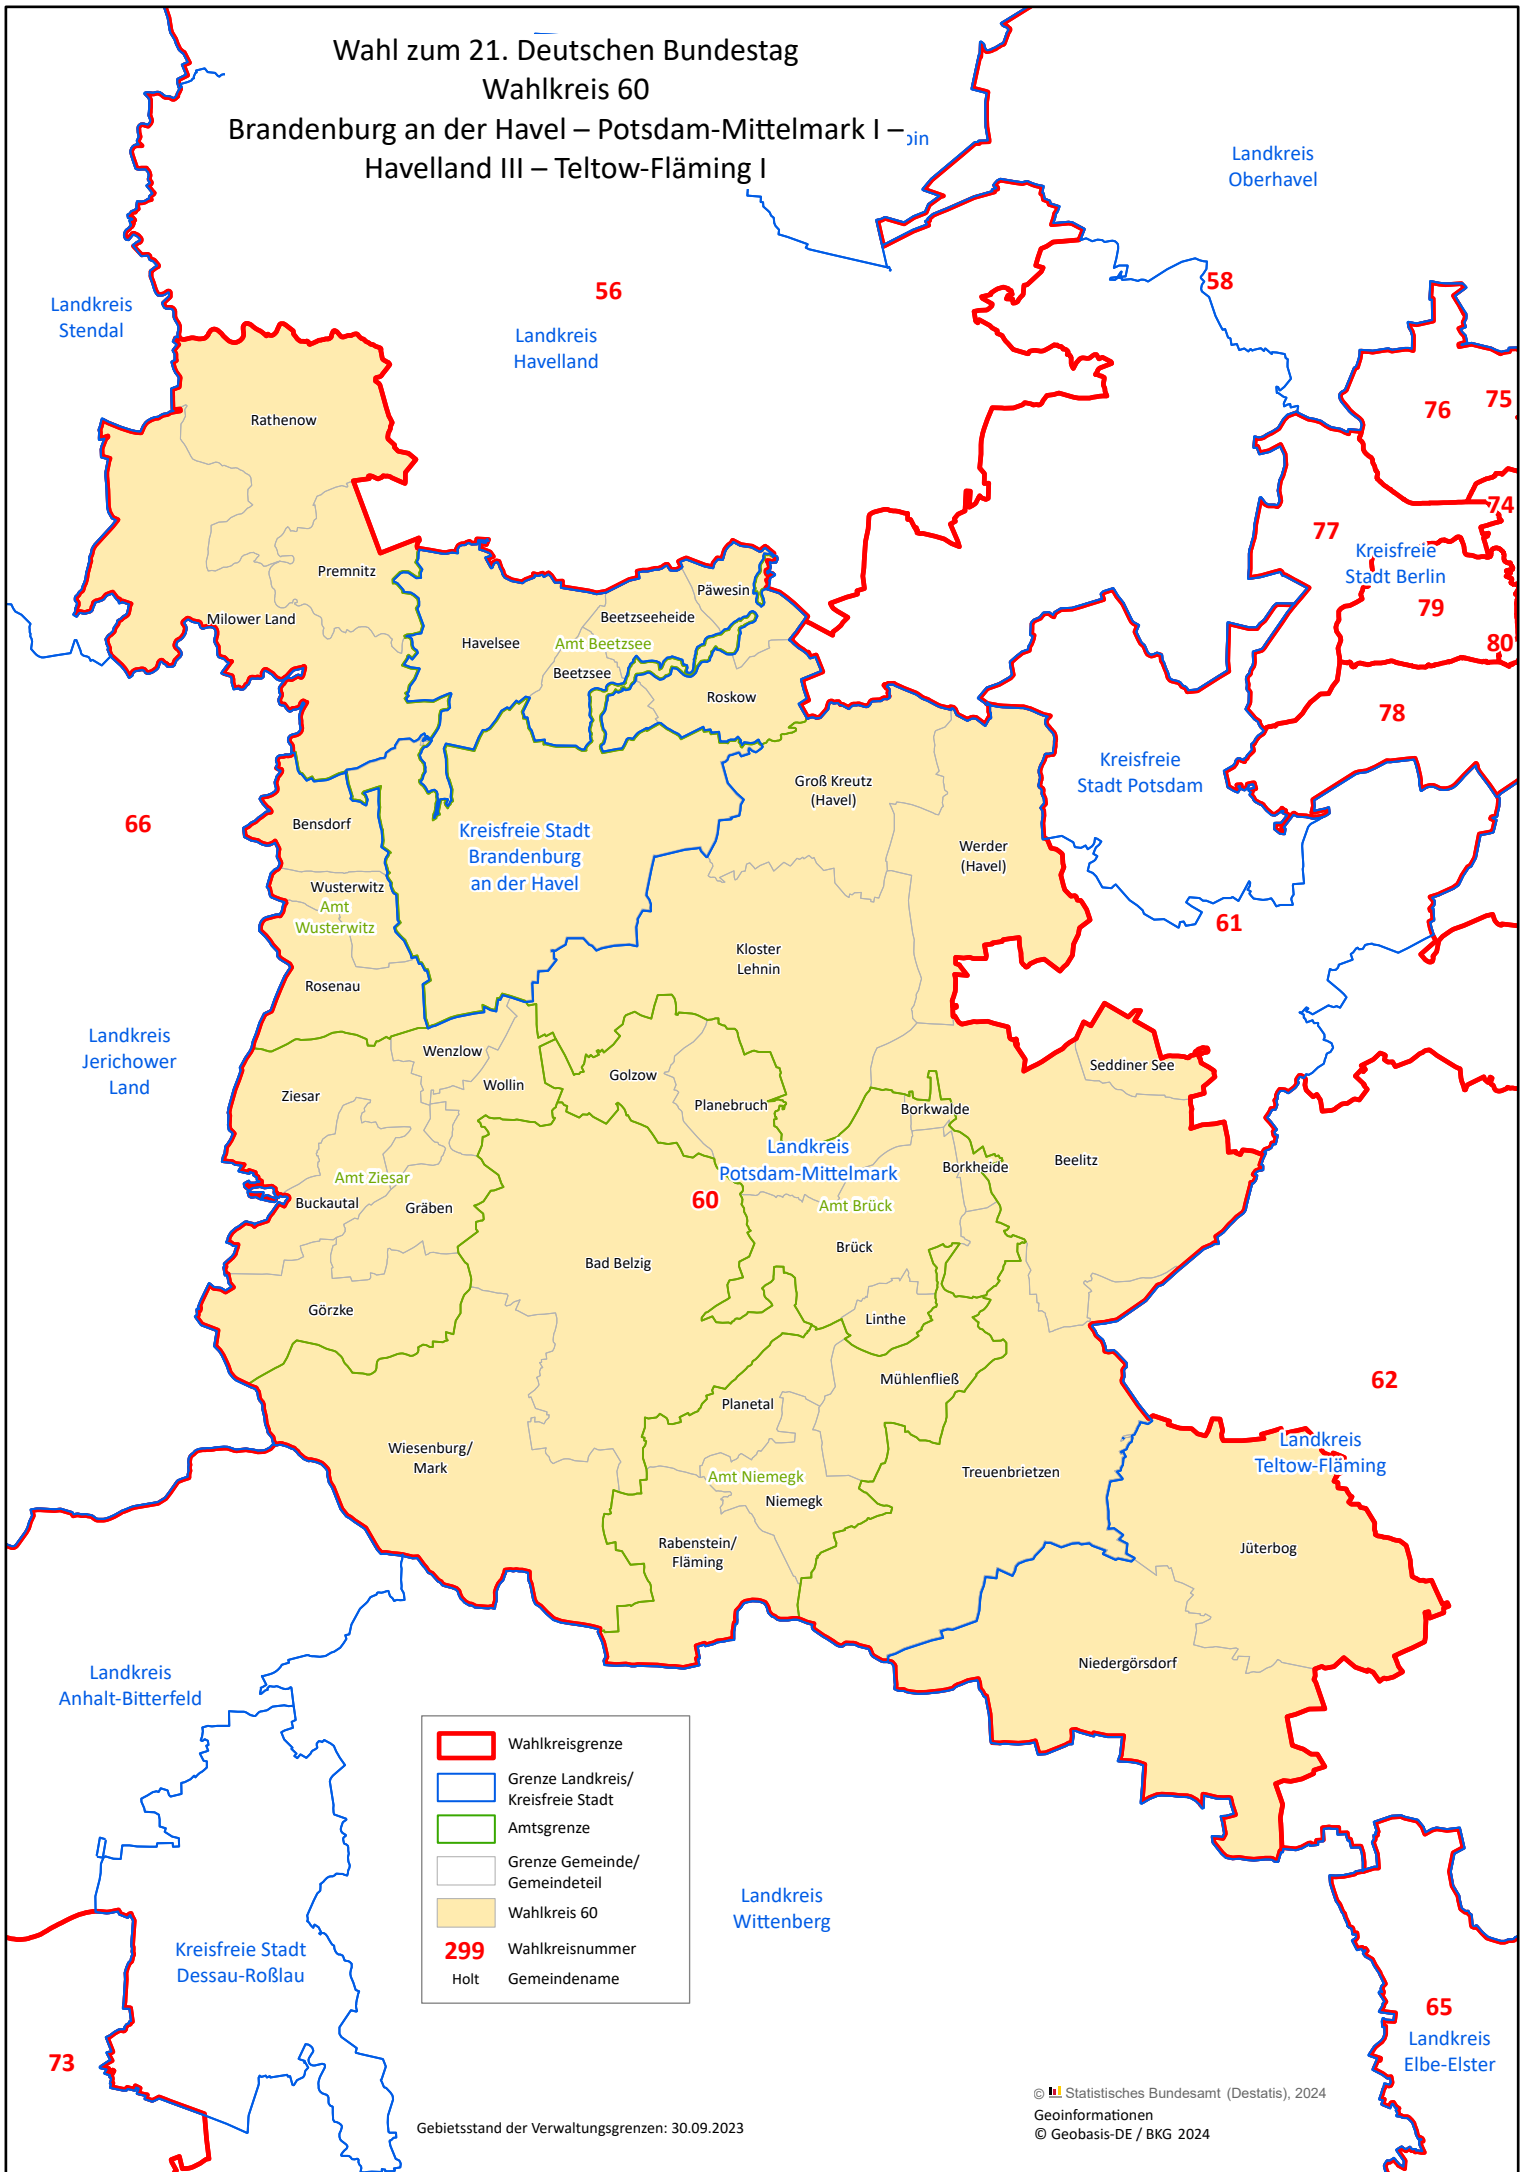 Wahl zum 21. Deutschen Bundestag
Wahlkreis 60
Brandenburg an der Havel – Potsdam-Mittelmark I –
Havelland III – Teltow-Fläming I
Landkreis
Oberhavel
58
56
Landkreis
Havelland
Landkreis
Stendal
76
75
74
77
Kreisfreie
Stadt Berlin
79
80
78
Rathenow
Premnitz
Milower Land
Havelsee
Päwesin
Beetzseeheide
Amt Beetzsee
Beetzsee
Roskow
Kreisfreie
Stadt Potsdam
61
66
Groß Kreutz
(Havel)
Werder
(Havel)
Bensdorf
Kreisfreie Stadt
Brandenburg
an der Havel
Wusterwitz
Amt
Wusterwitz
Rosenau
Kloster
Lehnin
Landkreis
Jerichower
Land
Wenzlow
Wollin
Ziesar
Golzow
Planebruch
Borkwalde
Seddiner See
Landkreis
Potsdam-Mittelmark
Borkheide
Beelitz
Amt Ziesar
Buckautal
Gräben
60
Amt Brück
Brück
Bad Belzig
Görzke
Linthe
Mühlenfließ
62
Planetal
Wiesenburg/
Mark
Amt Niemegk
Niemegk
Treuenbrietzen
Landkreis
Teltow-Fläming
Rabenstein/
Fläming
Jüterbog
Niedergörsdorf
Landkreis
Anhalt-Bitterfeld
Wahlkreisgrenze
Grenze Landkreis/
Kreisfreie Stadt
Amtsgrenze
Grenze Gemeinde/
Gemeindeteil
Wahlkreis 60
299 Wahlkreisnummer
Holt Gemeindename
Landkreis
Wittenberg
Kreisfreie Stadt
Dessau-Roßlau
73
65
Landkreis
Elbe-Elster
Gebietsstand der Verwaltungsgrenzen: 30.09.2023
© Statistisches Bundesamt (Destatis), 2024
Geoinformationen
© Geobasis-DE / BKG 2024